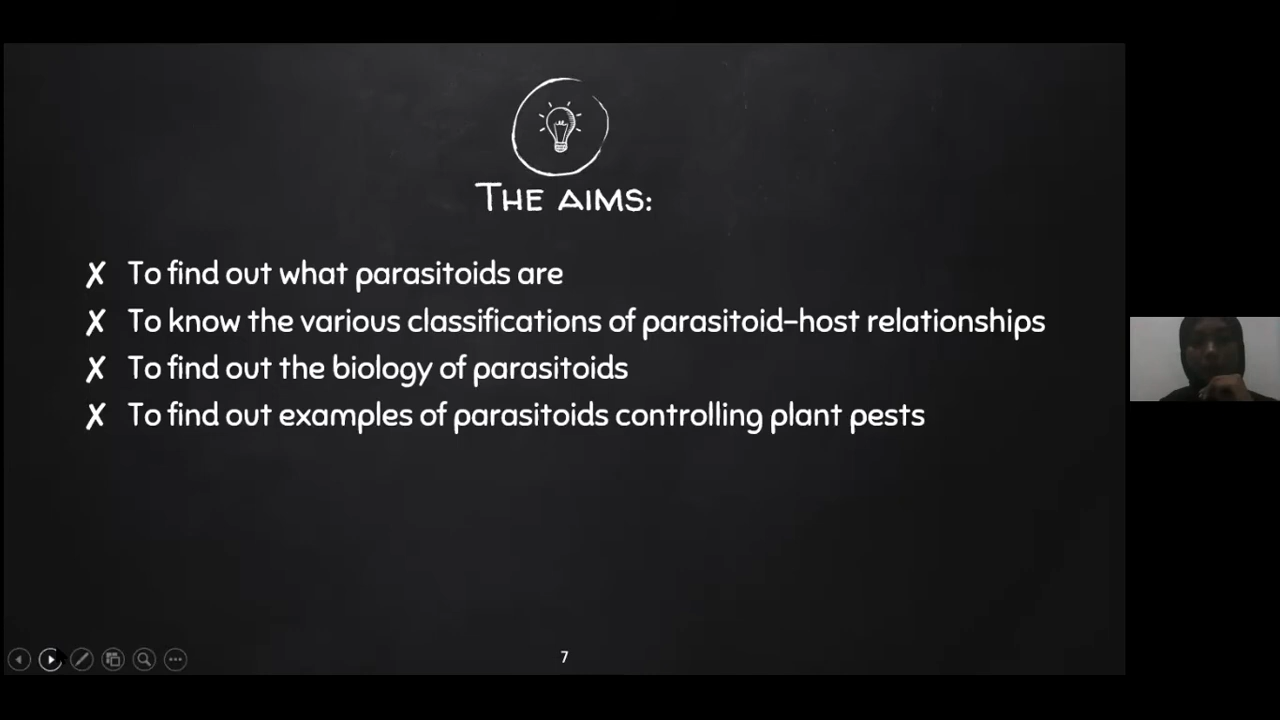 The aims:
✗ To find out what parasitoids are
✗ To know the various classifications of parasitoid-host relationships
✗ To find out the biology of parasitoids
✗ To find out examples of parasitoids controlling plant pests
7